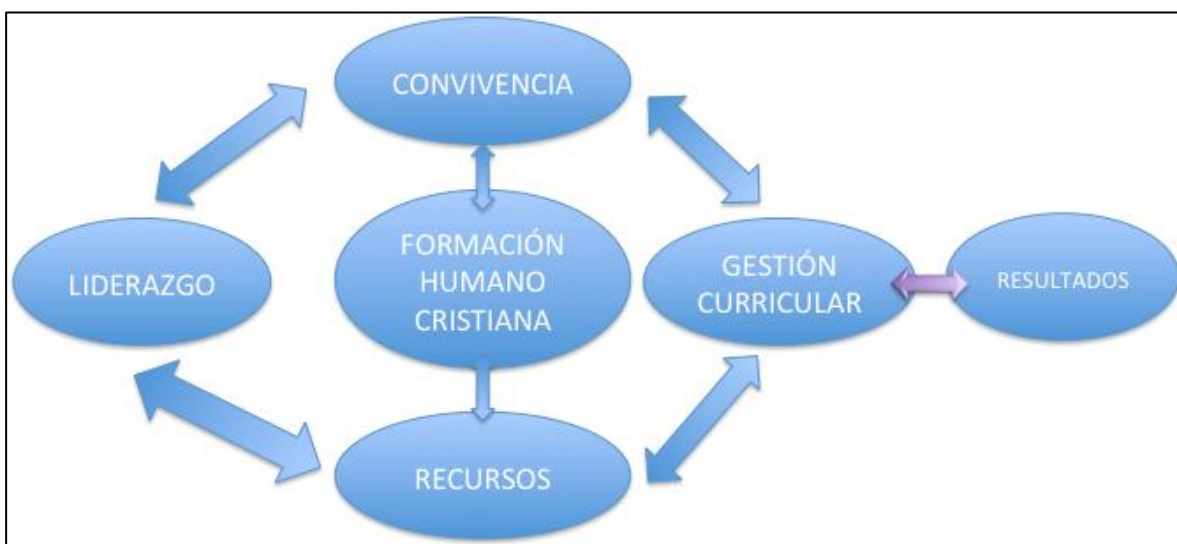 CONVIVENCIA
LIDERAZGO
FORMACIÓN
HUMANO
CRISTIANA
GESTIÓN
CURRICULAR
RESULTADOS
RECURSOS